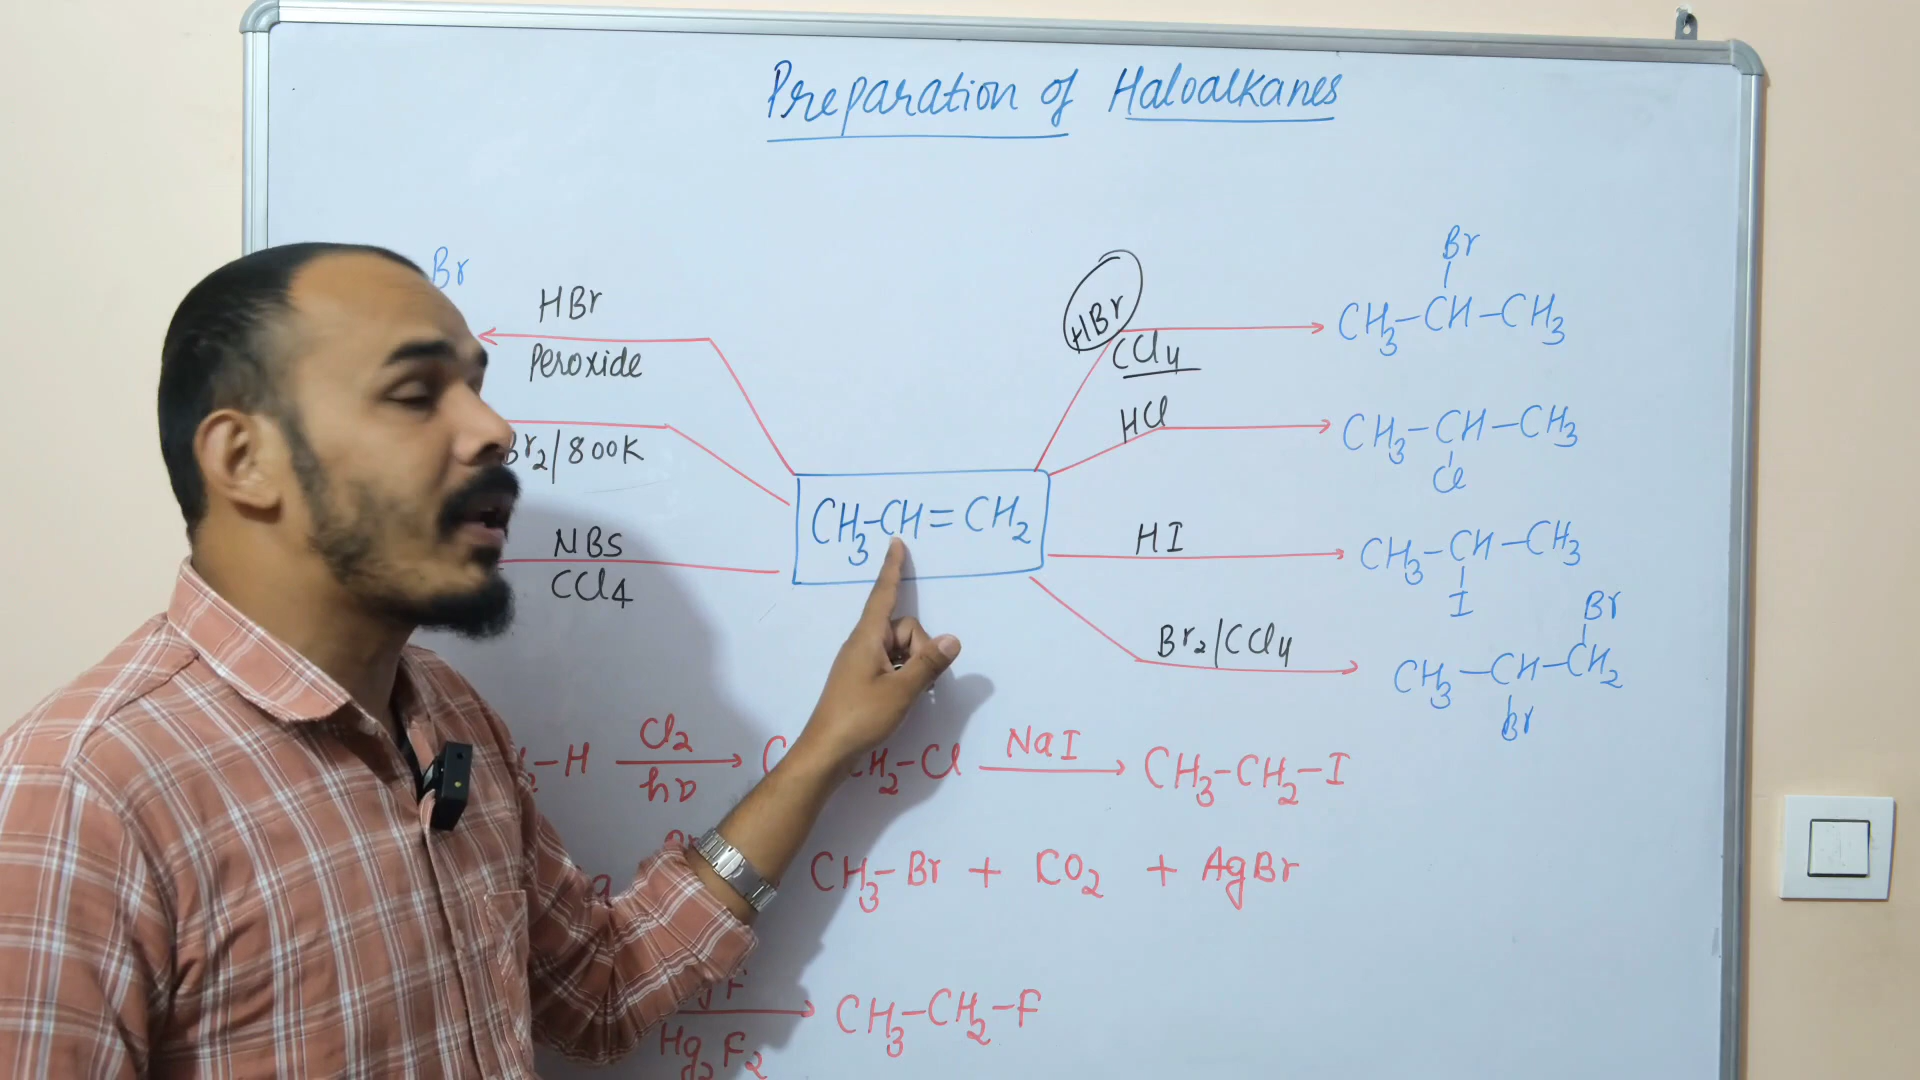 Preparation of Haloalkanes
Br
HBr
Peroxide
Br2/800K
NBS
CCl4
CH3-CH=CH2
HBr
CCl4
Br
CH3-CH-CH3
HCl
CH3-CH-CH3
Cl
HI
CH3-CH-CH3
I
Br2/CCl4
Br
CH3-CH-CH2
Br
-H Cl2 hν CH2-Cl NaI CH3-CH2-I
CH3-Br + CO2 + AgBr
Hg2F2 CH3-CH2-F